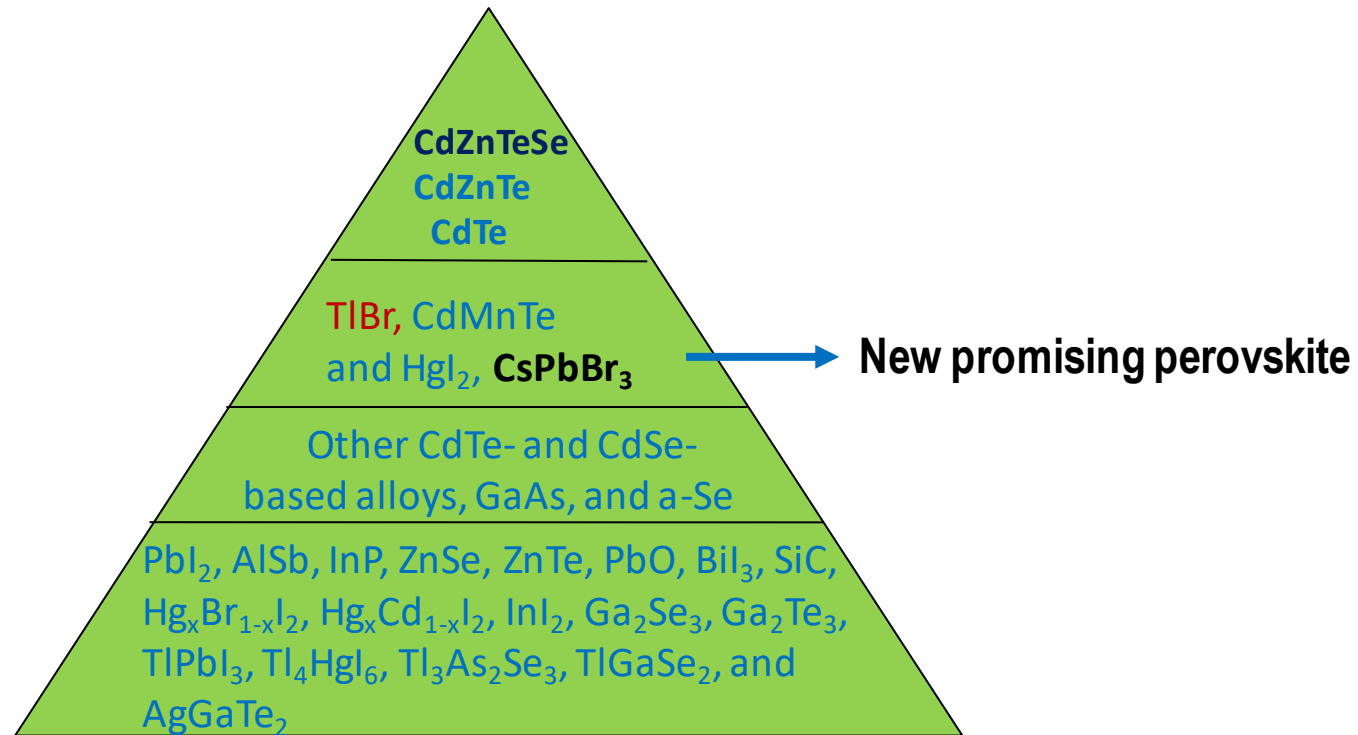 CdZnTeSe
CdZnTe
CdTe
TlBr, CdMnTe
and HgI₂, CsPbBr₃
New promising perovskite
Other CdTe- and CdSe-
based alloys, GaAs, and a-Se
PbI₂, AlSb, InP, ZnSe, ZnTe, PbO, BiI₃, SiC,
HgₓBr₁₋ₓI₂, HgₓCd₁₋ₓI₂, InI₂, Ga₂Se₃, Ga₂Te₃,
TlPbI₃, Tl₄HgI₆, Tl₃As₂Se₃, TlGaSe₂, and
AgGaTe₂